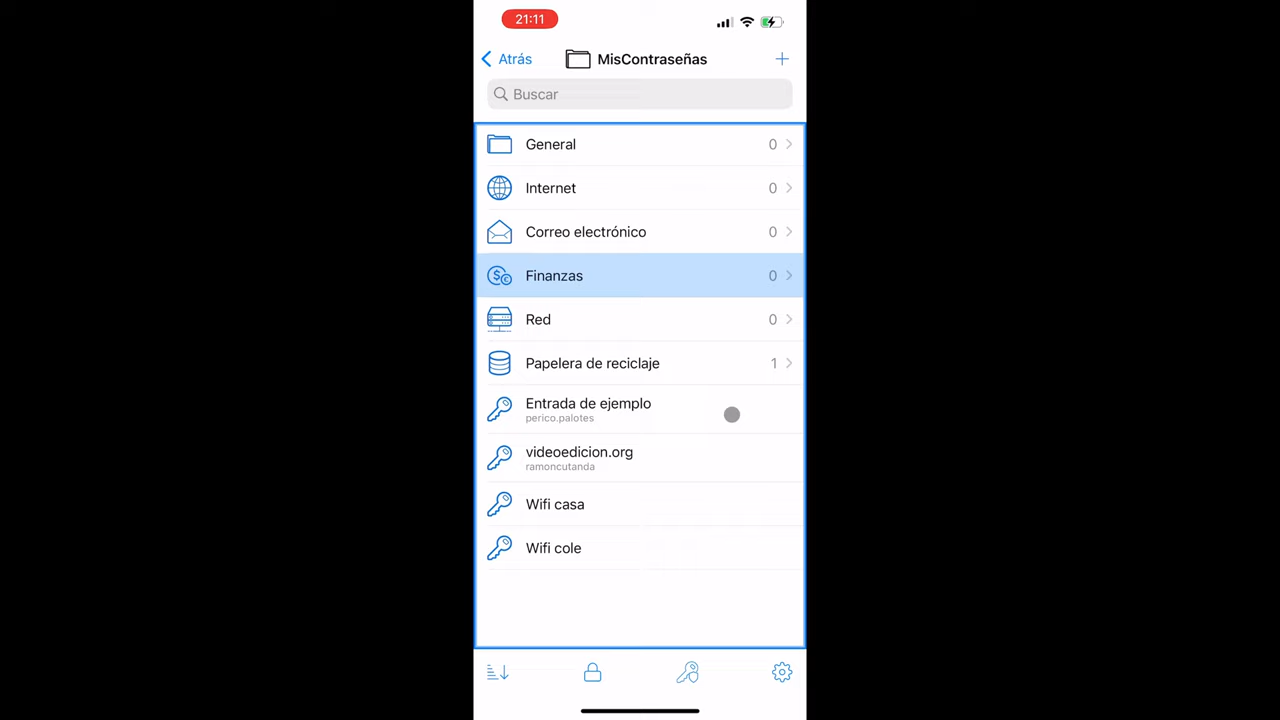 21:11
Atrás
MisContraseñas
Buscar
General 0
Internet 0
Correo electrónico 0
Finanzas 0
Red 0
Papelera de reciclaje 1
Entrada de ejemplo
perico.palotes
videoedicion.org
ramoncutanda
Wifi casa
Wifi cole